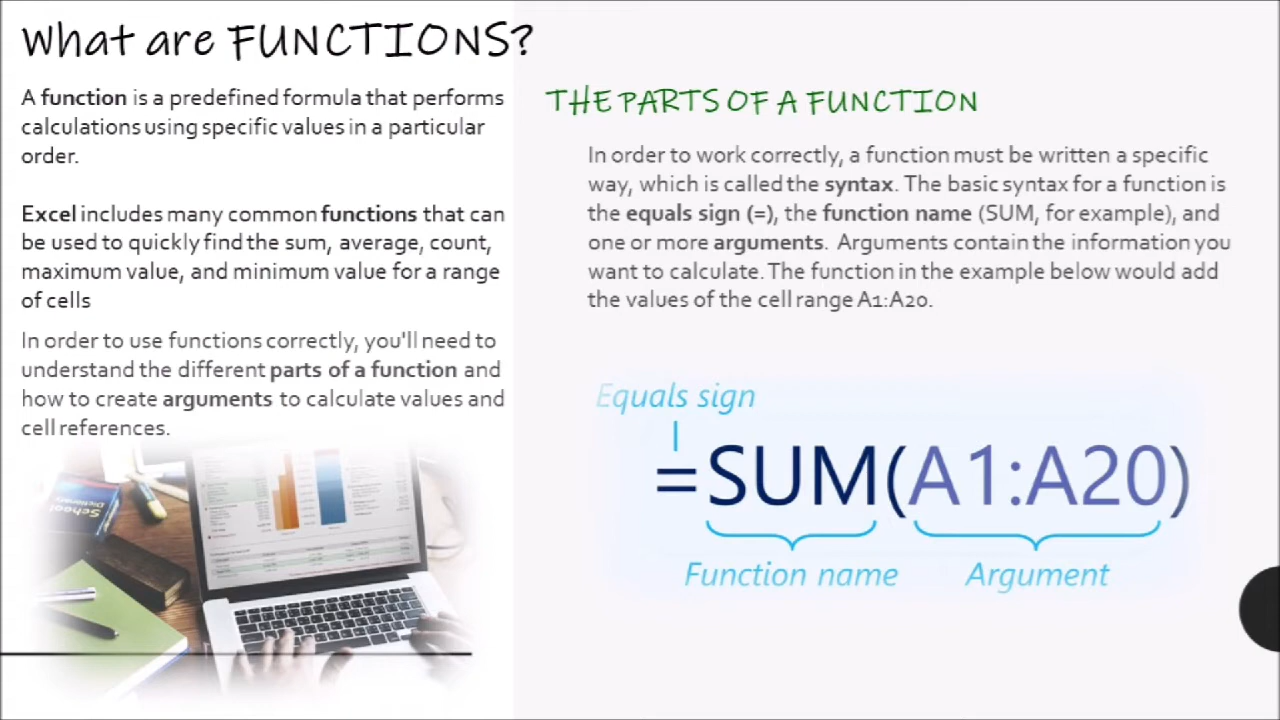 What are FUNCTIONS?
A function is a predefined formula that performs
calculations using specific values in a particular
order.
Excel includes many common functions that can
be used to quickly find the sum, average, count,
maximum value, and minimum value for a range
of cells
In order to use functions correctly, you'll need to
understand the different parts of a function and
how to create arguments to calculate values and
cell references.
School
Dictionary
THE PARTS OF A FUNCTION
In order to work correctly, a function must be written a specific
way, which is called the syntax. The basic syntax for a function is
the equals sign (=), the function name (SUM, for example), and
one or more arguments. Arguments contain the information you
want to calculate. The function in the example below would add
the values of the cell range A1:A20.
Equals sign
=SUM(A1:A20)
Function name Argument